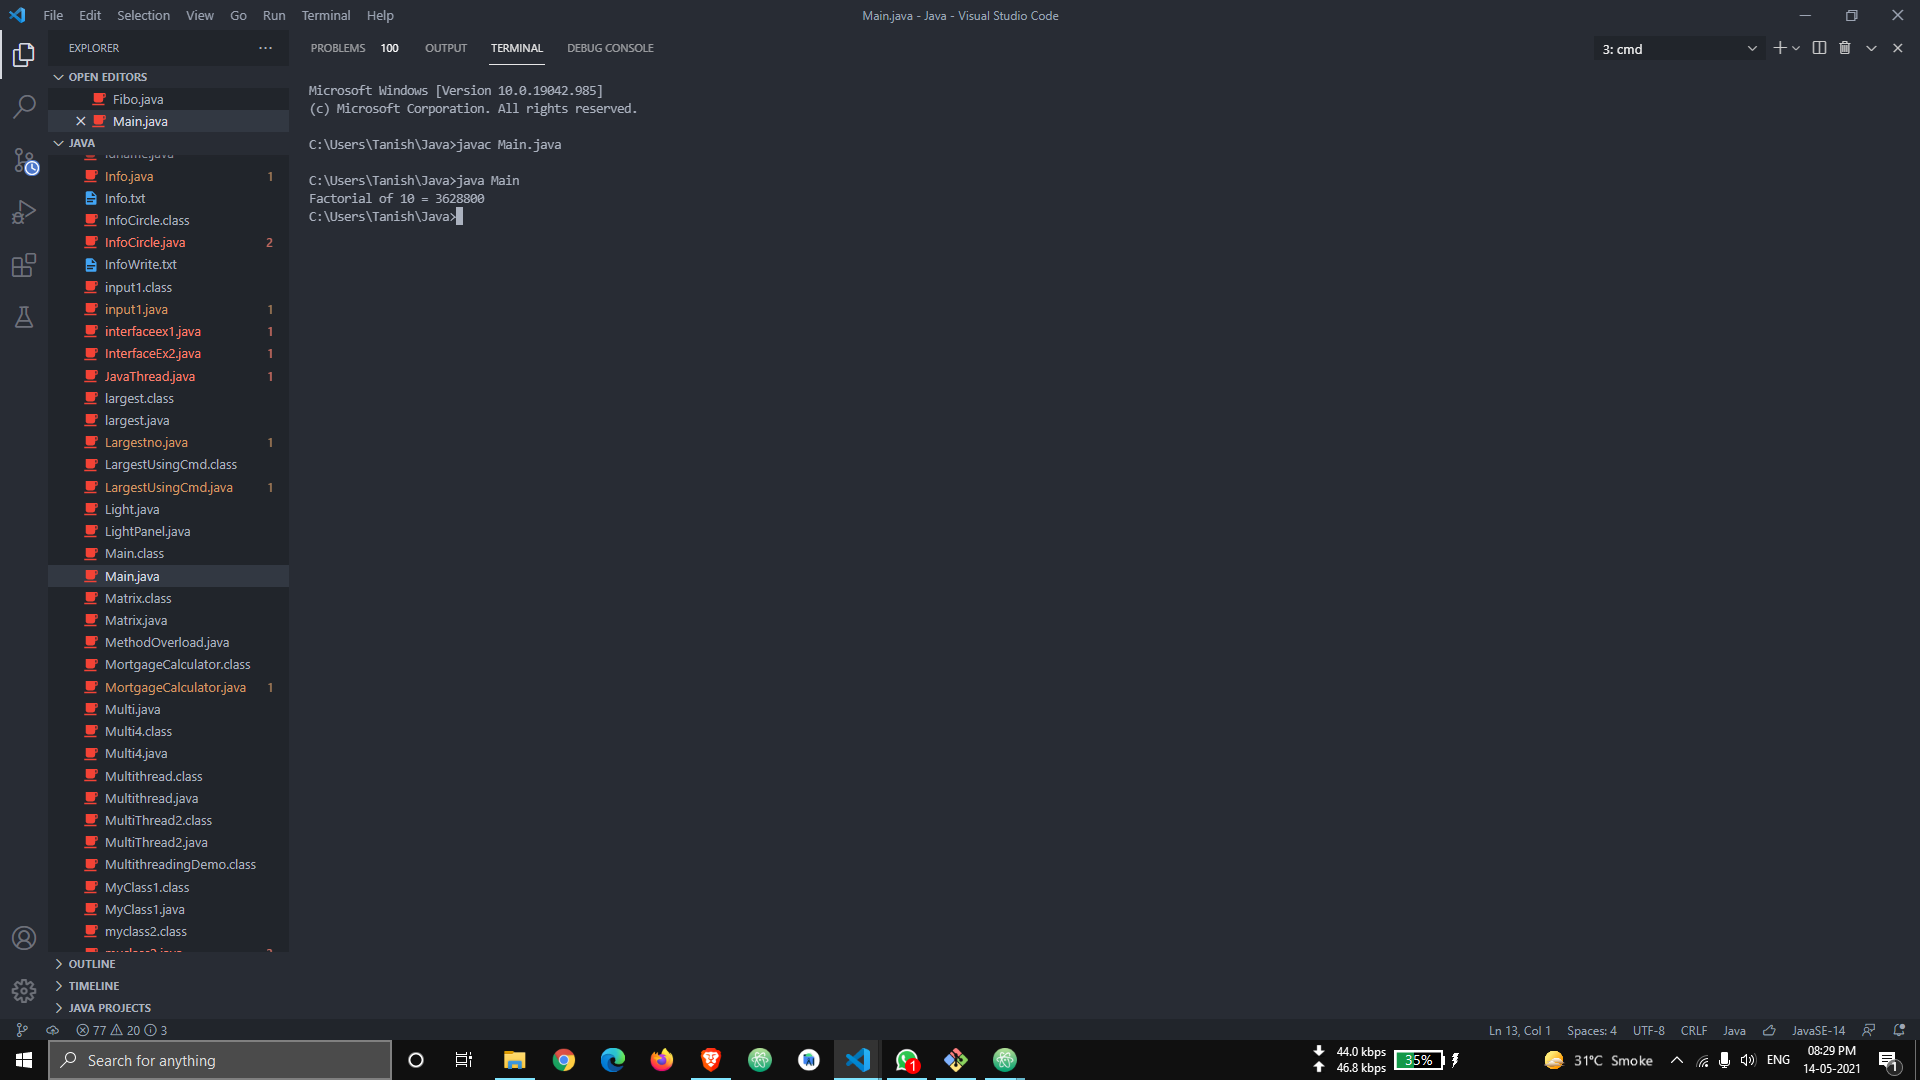 File Edit Selection View Go Run Terminal Help
Main.java - Java - Visual Studio Code
EXPLORER
OPEN EDITORS
Fibo.java
Main.java
JAVA
Info.java 1
Info.txt
InfoCircle.class
InfoCircle.java 2
InfoWrite.txt
input1.class
input1.java 1
interfaceex1.java 1
InterfaceEx2.java 1
JavaThread.java 1
largest.class
largest.java
Largestno.java 1
LargestUsingCmd.class
LargestUsingCmd.java 1
Light.java
LightPanel.java
Main.class
Main.java
Matrix.class
Matrix.java
MethodOverload.java
MortgageCalculator.class
MortgageCalculator.java 1
Multi.java
Multi4.class
Multi4.java
Multithread.class
Multithread.java
MultiThread2.class
MultiThread2.java
MultithreadingDemo.class
MyClass1.class
MyClass1.java
myclass2.class
OUTLINE
TIMELINE
JAVA PROJECTS
PROBLEMS 100 OUTPUT TERMINAL DEBUG CONSOLE
3: cmd
Microsoft Windows [Version 10.0.19042.985]
(c) Microsoft Corporation. All rights reserved.
C:\Users\Tanish\Java>javac Main.java
C:\Users\Tanish\Java>java Main
Factorial of 10 = 3628800
C:\Users\Tanish\Java>
77 20 3
Ln 13, Col 1 Spaces: 4 UTF-8 CRLF Java JavaSE-14
Search for anything
1
44.0 kbps
46.8 kbps
35%
31°C Smoke
ENG
08:29 PM
14-05-2021
1